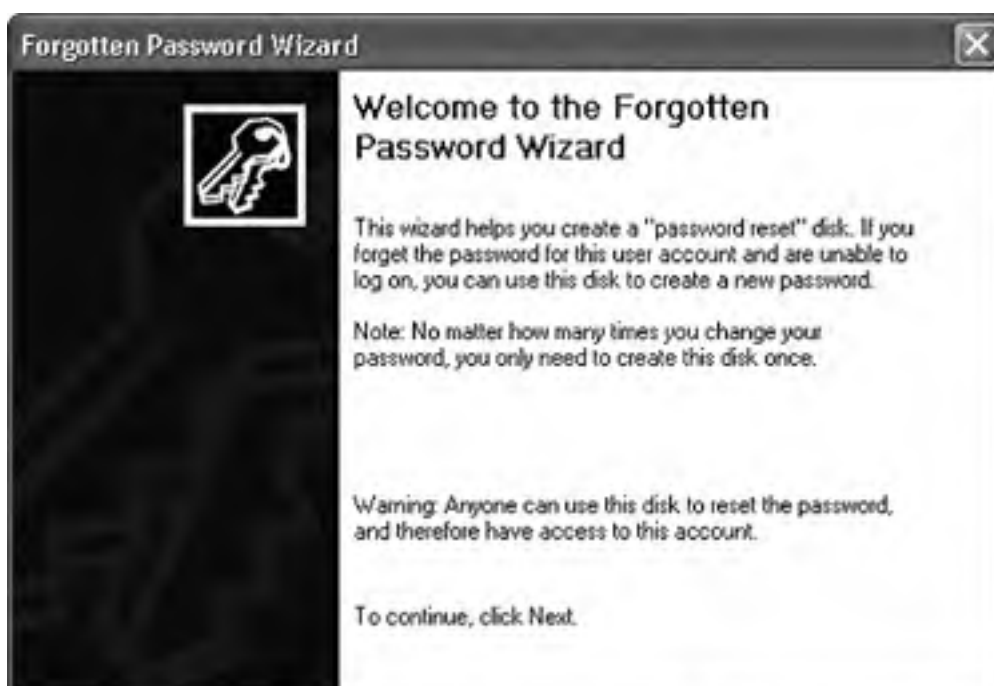 Forgotten Password Wizard
Welcome to the Forgotten
Password Wizard
This wizard helps you create a "password reset" disk. If you
forget the password for this user account and are unable to
log on, you can use this disk to create a new password.
Note: No matter how many times you change your
password, you only need to create this disk once.
Warning: Anyone can use this disk to reset the password,
and therefore have access to this account.
To continue, click Next.